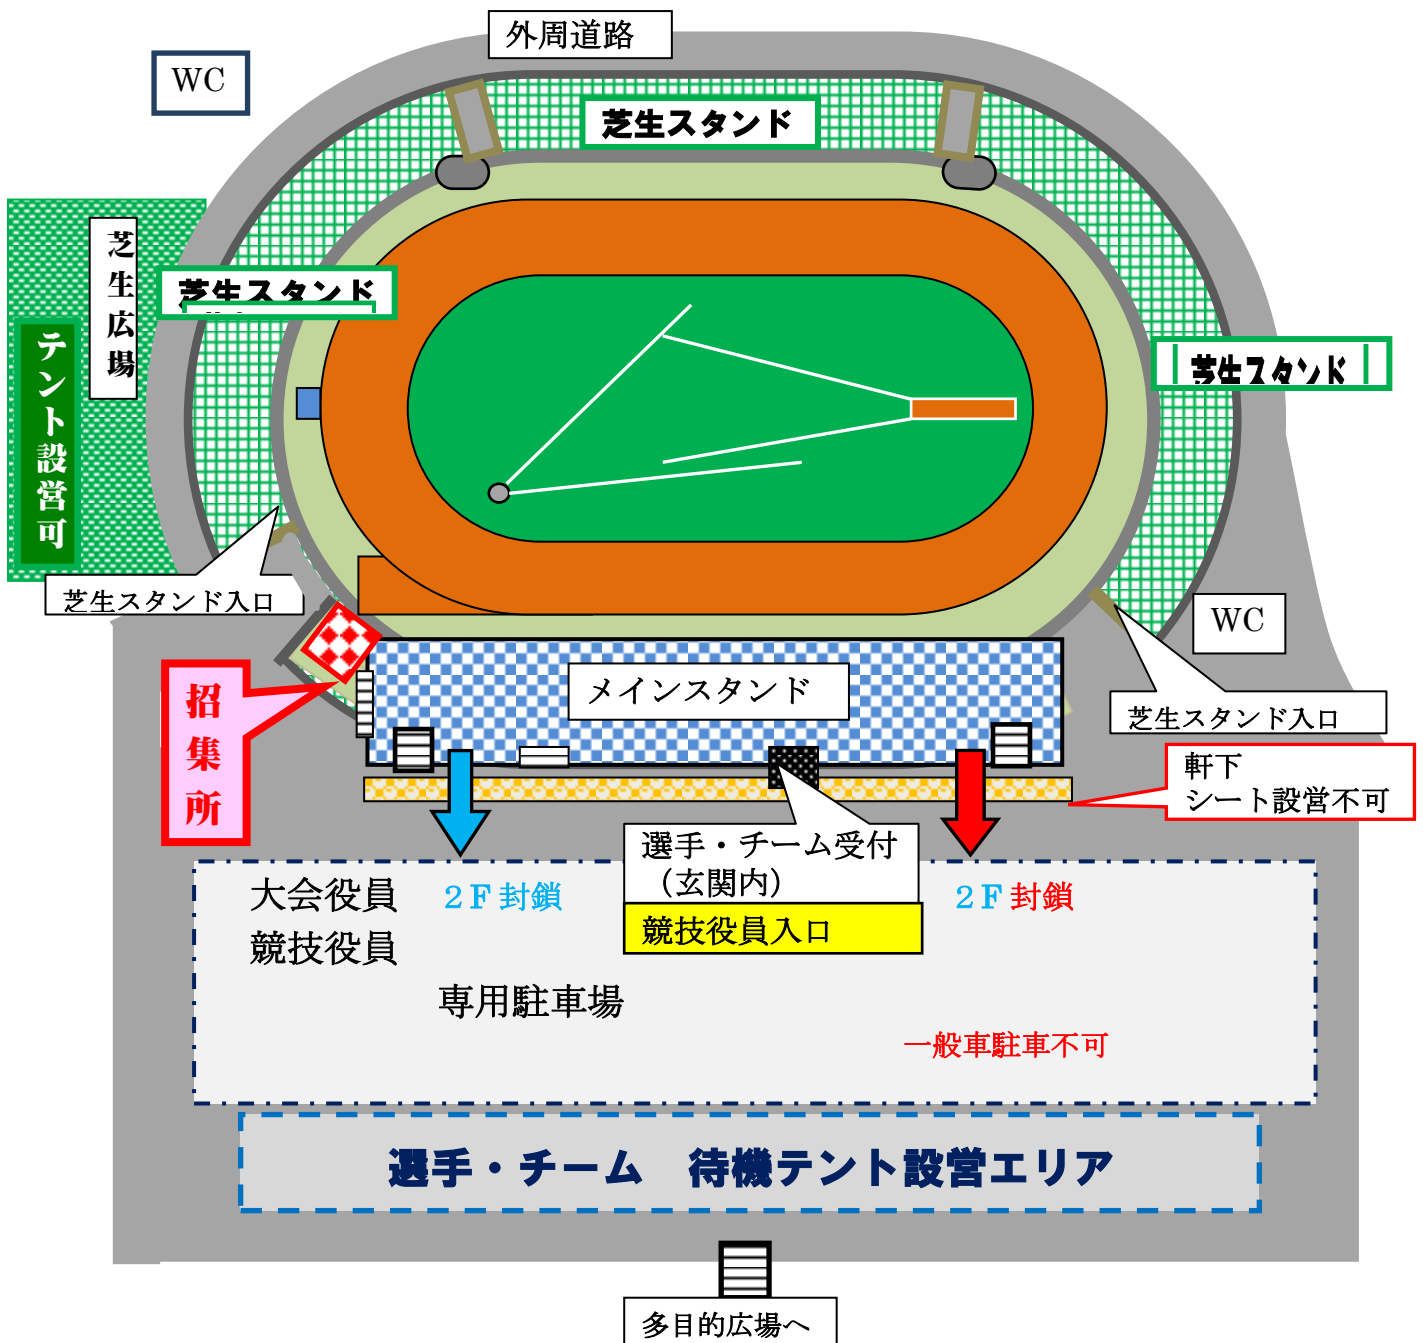 外周道路
WC
芝生スタンド
芝生広場
芝生スタンド
テント設営可
芝生スタンド
芝生スタンド入口
WC
招集所
メインスタンド
芝生スタンド入口
軒下
シート設営不可
選手・チーム受付
（玄関内）
競技役員入口
大会役員
競技役員
２F封鎖
２F封鎖
専用駐車場
一般車駐車不可
選手・チーム　待機テント設営エリア
多目的広場へ